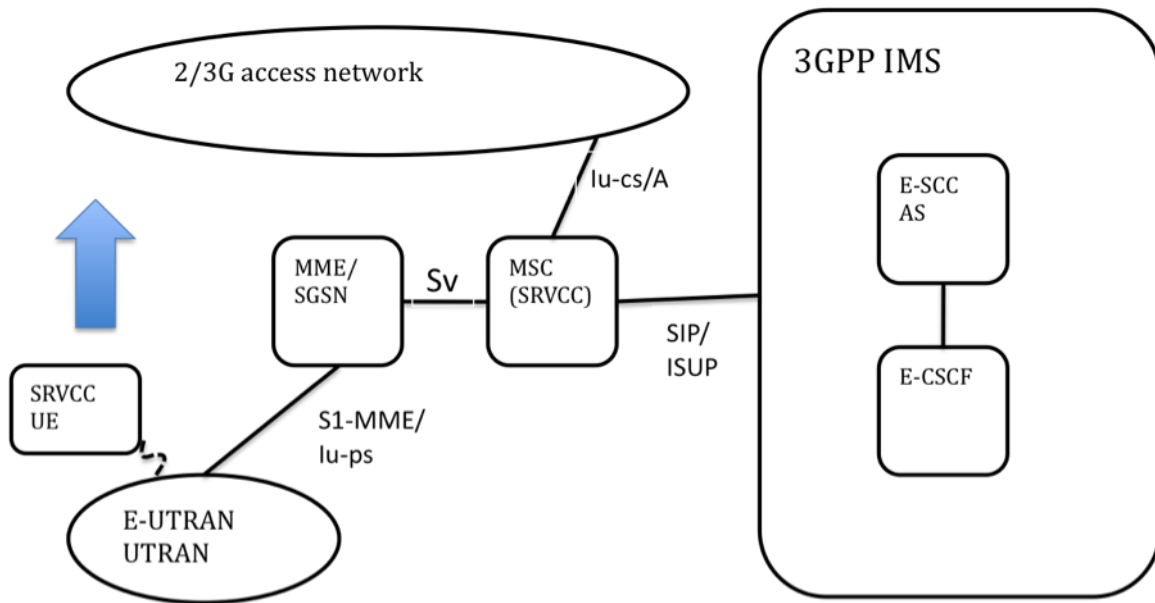 2/3G access network
3GPP IMS
Iu-cs/A
E-SCC
AS
MME/
SGSN
Sv
MSC
(SRVCC)
SIP/
ISUP
SRVCC
UE
E-CSCF
S1-MME/
Iu-ps
E-UTRAN
UTRAN